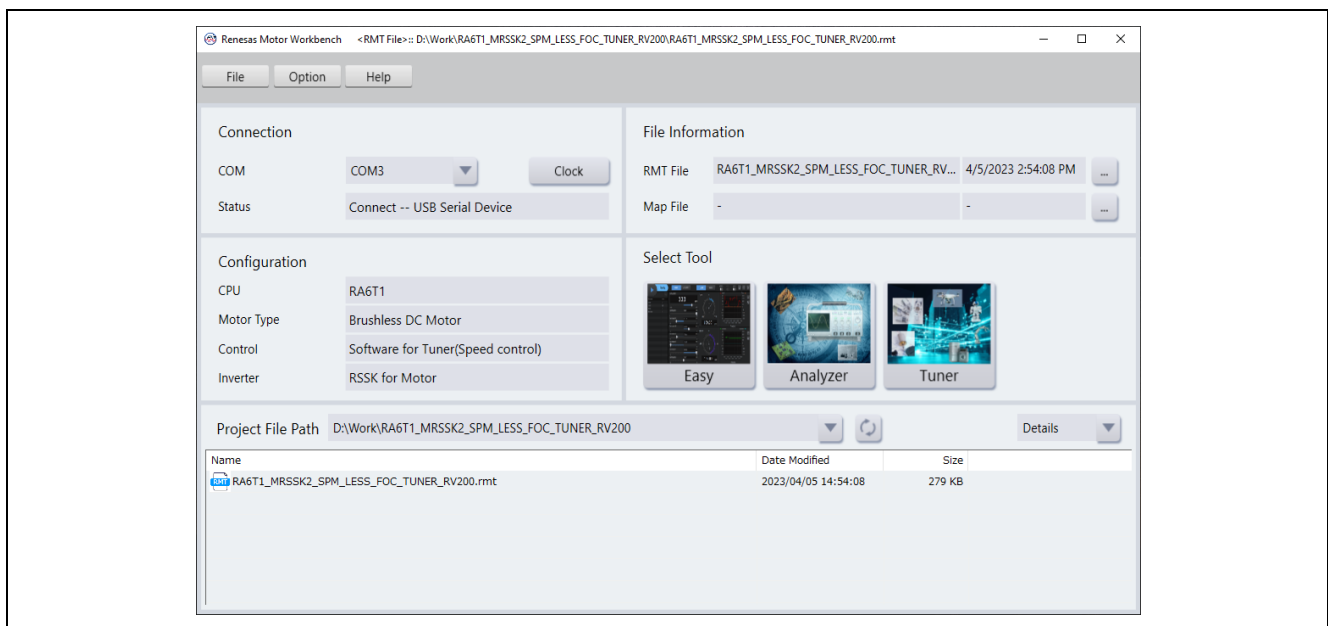 Renesas Motor Workbench <RMT File>:: D:\Work\RA6T1_MRSSK2_SPM_LESS_FOC_TUNER_RV200\RA6T1_MRSSK2_SPM_LESS_FOC_TUNER_RV200.rmt
File Option Help
Connection
COM COM3 Clock
Status Connect -- USB Serial Device
File Information
RMT File RA6T1_MRSSK2_SPM_LESS_FOC_TUNER_RV... 4/5/2023 2:54:08 PM ...
Map File - - ...
Configuration
CPU RA6T1
Motor Type Brushless DC Motor
Control Software for Tuner(Speed control)
Inverter RSSK for Motor
Select Tool
Easy Analyzer Tuner
Project File Path D:\Work\RA6T1_MRSSK2_SPM_LESS_FOC_TUNER_RV200 Details
Name Date Modified Size
RMT RA6T1_MRSSK2_SPM_LESS_FOC_TUNER_RV200.rmt 2023/04/05 14:54:08 279 KB